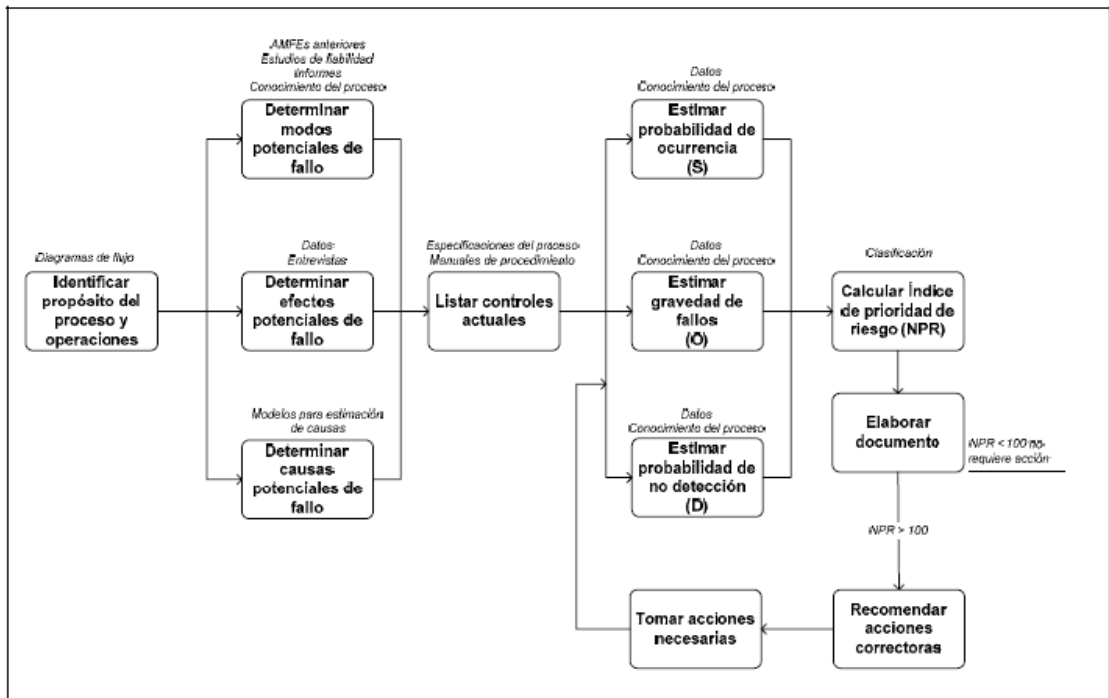 AMFEs anteriores
Estudios de fiabilidad
Informes
Conocimiento del proceso
Determinar
modos
potenciales de
fallo
Datos
Conocimiento del proceso
Estimar
probabilidad de
ocurrencia
(S)
Diagramas de flujo
Identificar
propósito del
proceso y
operaciones
Datos
Entrevistas
Determinar
efectos
potenciales de
fallo
Especificaciones del proceso
Manuales de procedimiento
Listar controles
actuales
Datos
Conocimiento del proceso
Estimar
gravedad de
fallos
(O)
Clasificación
Calcular Índice
de prioridad de
riesgo (NPR)
Modelos para estimación
de causas
Determinar
causas
potenciales de
fallo
Datos
Conocimiento del proceso
Estimar
probabilidad de
no detección
(D)
Elaborar
documento
NPR < 100 no
requiere acción
NPR > 100
Tomar acciones
necesarias
Recomendar
acciones
correctoras